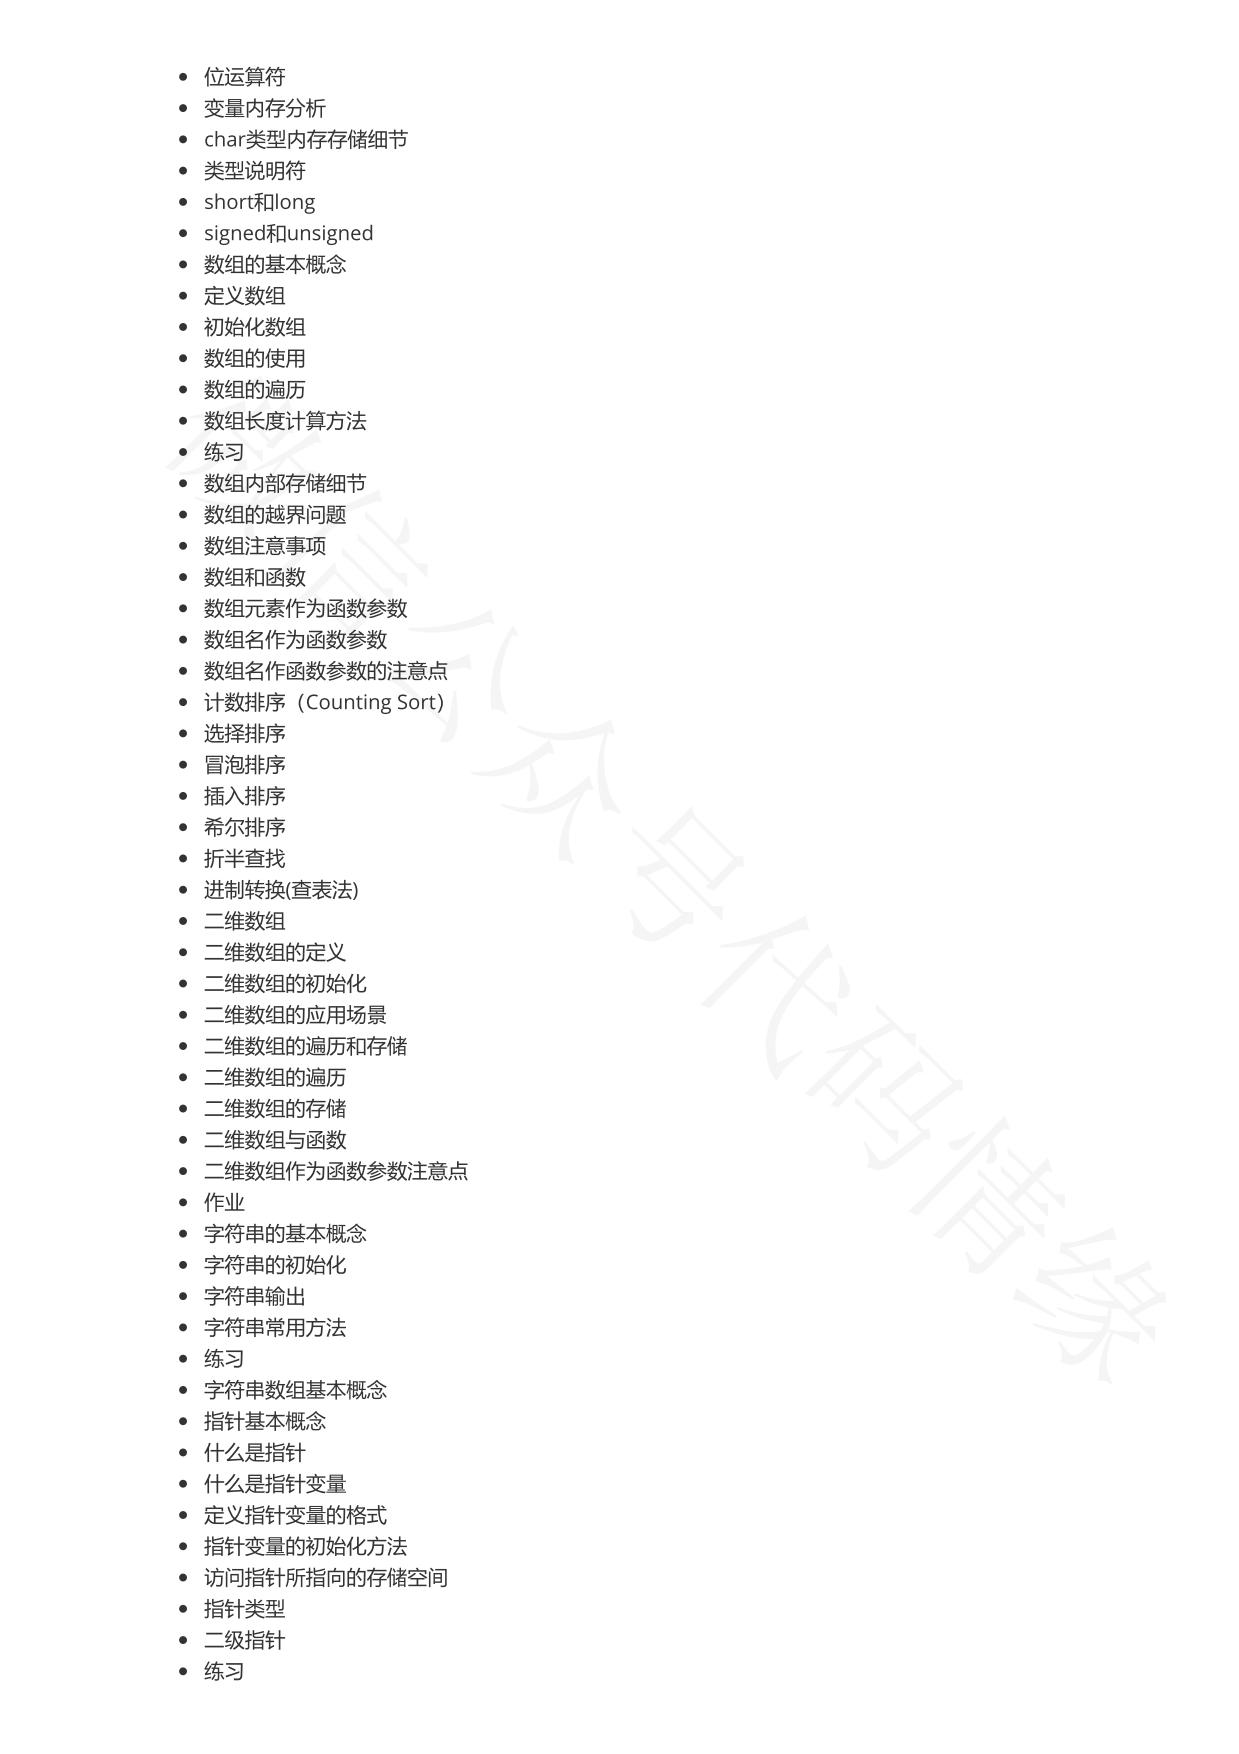 位运算符
变量内存分析
char类型内存存储细节
类型说明符
short和long
signed和unsigned
数组的基本概念
定义数组
初始化数组
数组的使用
数组的遍历
数组长度计算方法
练习
数组内部存储细节
数组的越界问题
数组注意事项
数组和函数
数组元素作为函数参数
数组名作为函数参数
数组名作函数参数的注意点
计数排序（Counting Sort）
选择排序
冒泡排序
插入排序
希尔排序
折半查找
进制转换(查表法)
二维数组
二维数组的定义
二维数组的初始化
二维数组的应用场景
二维数组的遍历和存储
二维数组的遍历
二维数组的存储
二维数组与函数
二维数组作为函数参数注意点
作业
字符串的基本概念
字符串的初始化
字符串输出
字符串常用方法
练习
字符串数组基本概念
指针基本概念
什么是指针
什么是指针变量
定义指针变量的格式
指针变量的初始化方法
访问指针所指向的存储空间
指针类型
二级指针
练习
微信公众号代码情缘